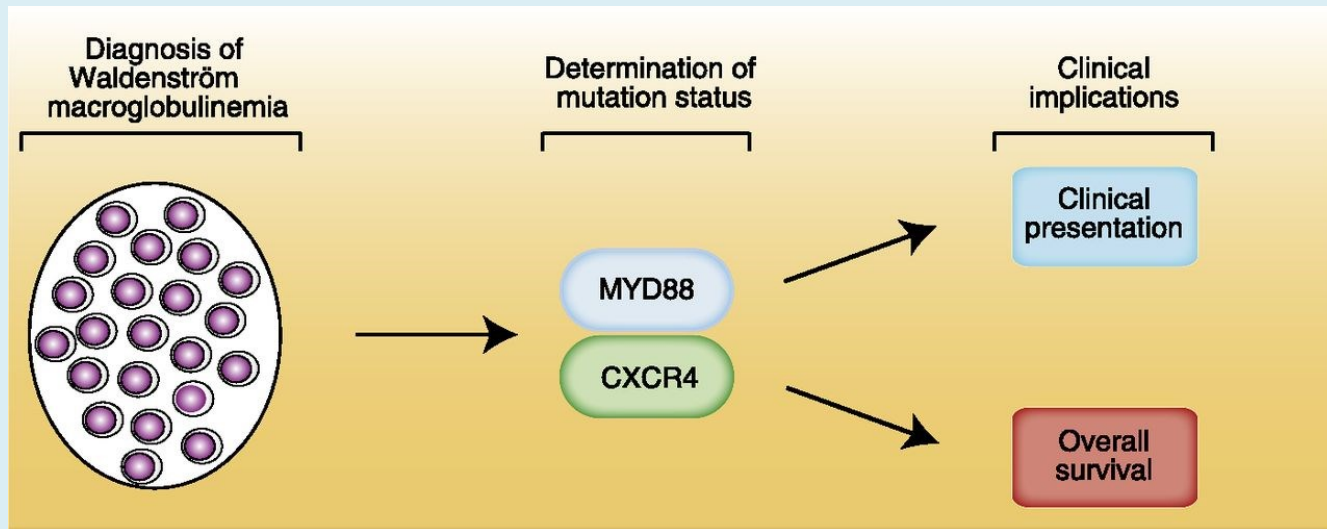 Diagnosis of
Waldenström
macroglobulinemia
Determination of
mutation status
Clinical
implications
MYD88
CXCR4
Clinical
presentation
Overall
survival